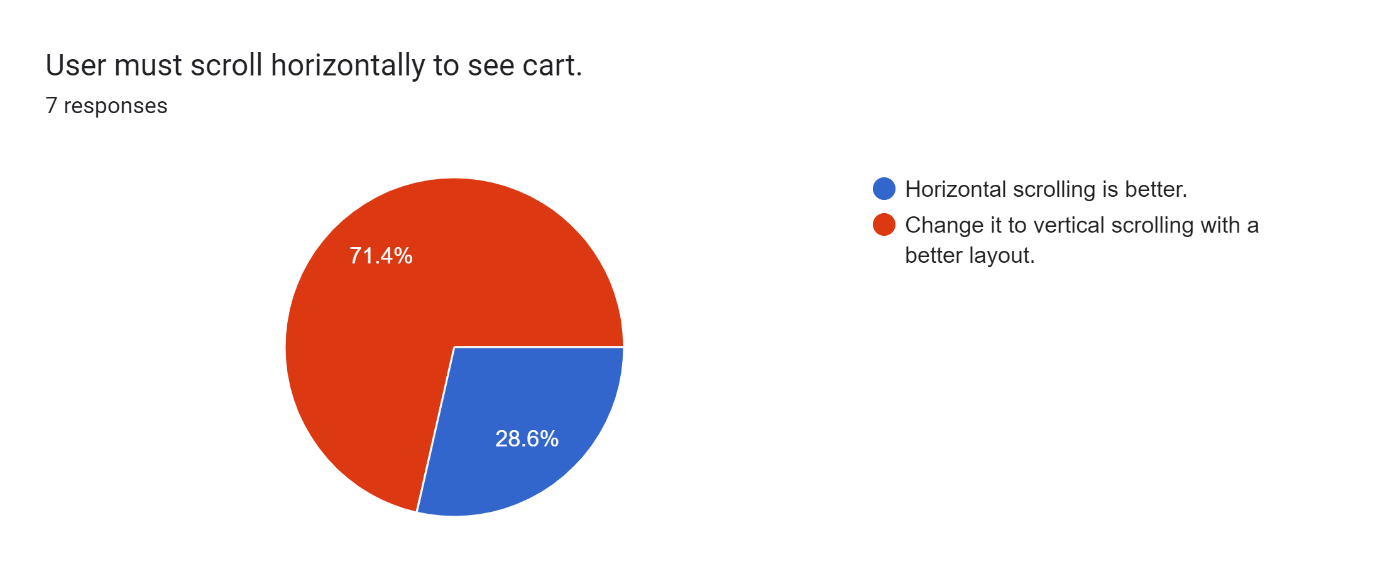 User must scroll horizontally to see cart.
7 responses
71.4%
28.6%
Horizontal scrolling is better.
Change it to vertical scrolling with a
better layout.